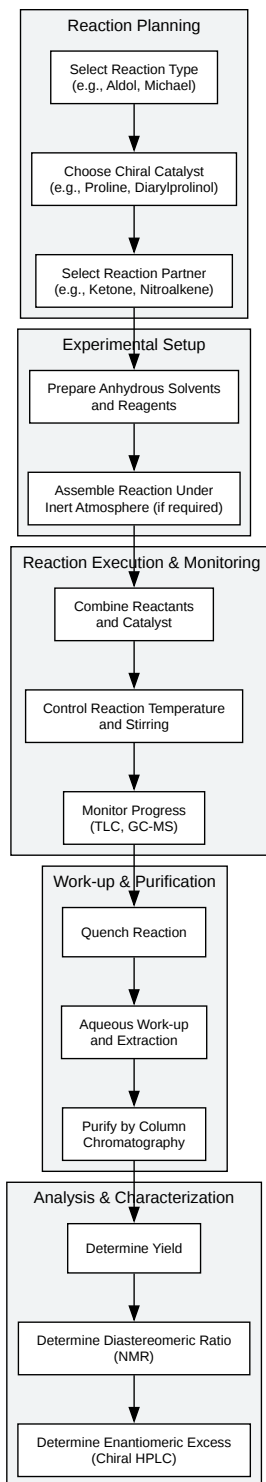 Reaction Planning
Select Reaction Type
(e.g., Aldol, Michael)
Choose Chiral Catalyst
(e.g., Proline, Diarylprolinol)
Select Reaction Partner
(e.g., Ketone, Nitroalkene)
Experimental Setup
Prepare Anhydrous Solvents
and Reagents
Assemble Reaction Under
Inert Atmosphere (if required)
Reaction Execution & Monitoring
Combine Reactants
and Catalyst
Control Reaction Temperature
and Stirring
Monitor Progress
(TLC, GC-MS)
Work-up & Purification
Quench Reaction
Aqueous Work-up
and Extraction
Purify by Column
Chromatography
Analysis & Characterization
Determine Yield
Determine Diastereomeric Ratio
(NMR)
Determine Enantiomeric Excess
(Chiral HPLC)